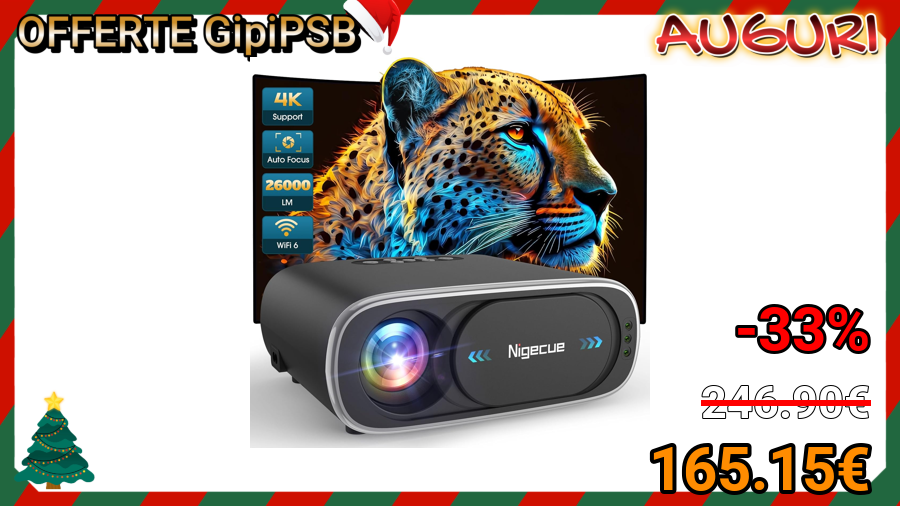 OFFERTE GipiPSB
AUGURI
4K
Support
Auto Focus
26000
LM
WiFi 6
Nigecue
-33%
246.90€
165.15€